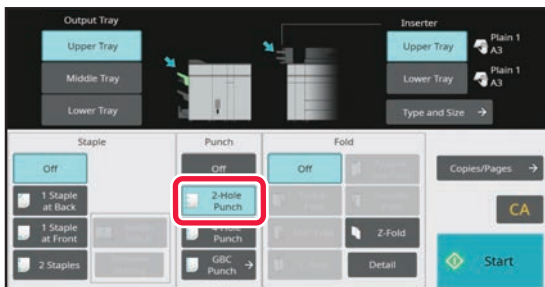 Output Tray
Inserter
Upper Tray
Upper Tray
Plain 1
A3
Middle Tray
Lower Tray
Plain 1
A3
Lower Tray
Type and Size
Staple
Punch
Fold
Off
Off
Off
Copies/Pages
1 Staple
at Back
2-Hole
Punch
CA
1 Staple
at Front
Punch
Z-Fold
2 Staples
GBC
Punch
Detail
Start